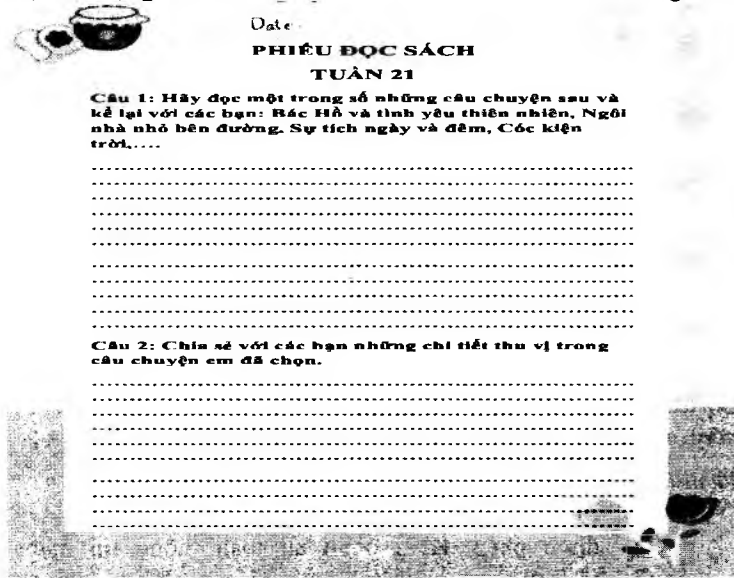 Date
PHIẾU ĐỌC SÁCH
TUẦN 21
Câu 1: Hãy đọc một trong số những câu chuyện sau và
kể lại với các bạn: Bác Hồ và tình yêu thiên nhiên, Ngôi
nhà nhỏ bên đường. Sự tích ngày và đêm, Cóc kiện
trời,....
Câu 2: Chia sẻ với các bạn những chi tiết thu vị trong
câu chuyện em đã chọn.